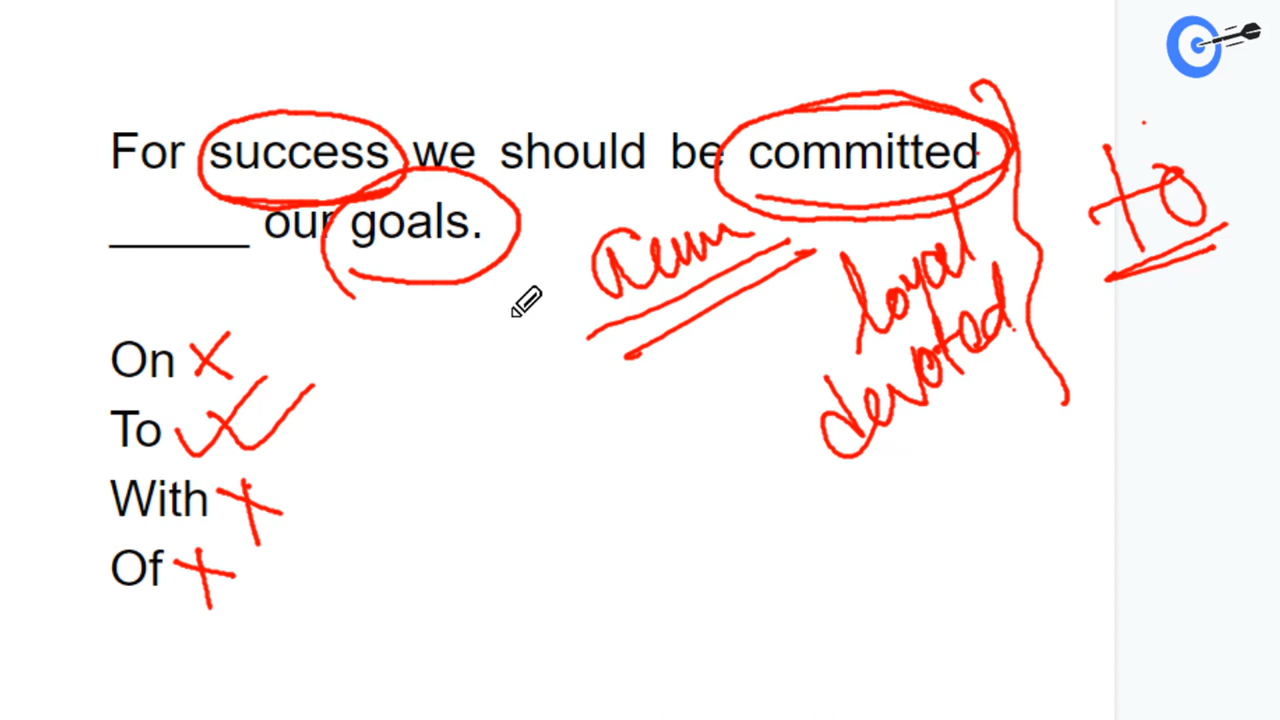 For success we should be committed
______ our goals.
to
loyal
devoted
On
To
With
Of